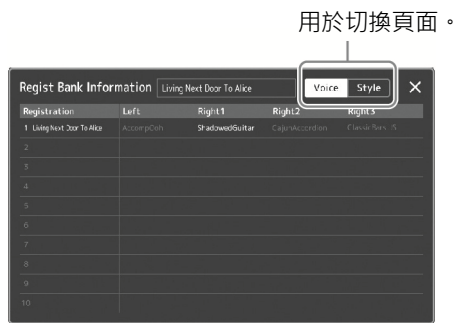 用於切換頁面。
Regist Bank Information Living Next Door To Alice Voice Style ×
Registration Left Right1 Right2 Right3
1 Living Next Door To Alice AccompOoh ShadowedGuitar CajunAccordion
2
3
4
5
6
7
8
9
10